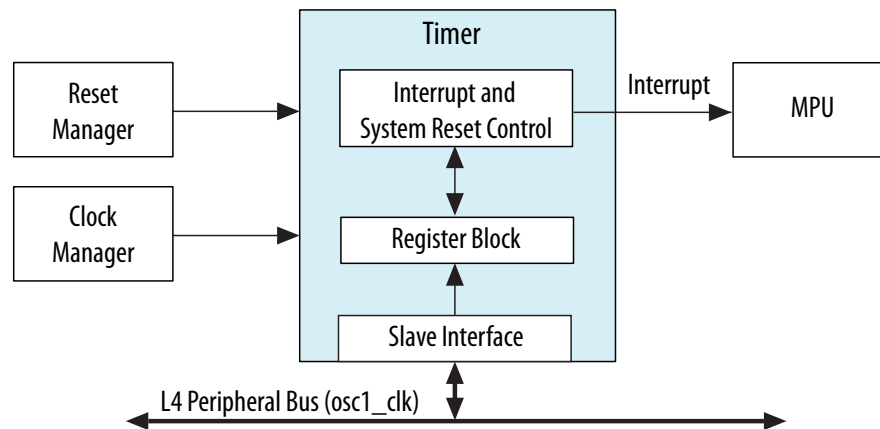 Timer
Reset
Manager
Interrupt and
System Reset Control
Interrupt
MPU
Clock
Manager
Register Block
Slave Interface
L4 Peripheral Bus (osc1_clk)